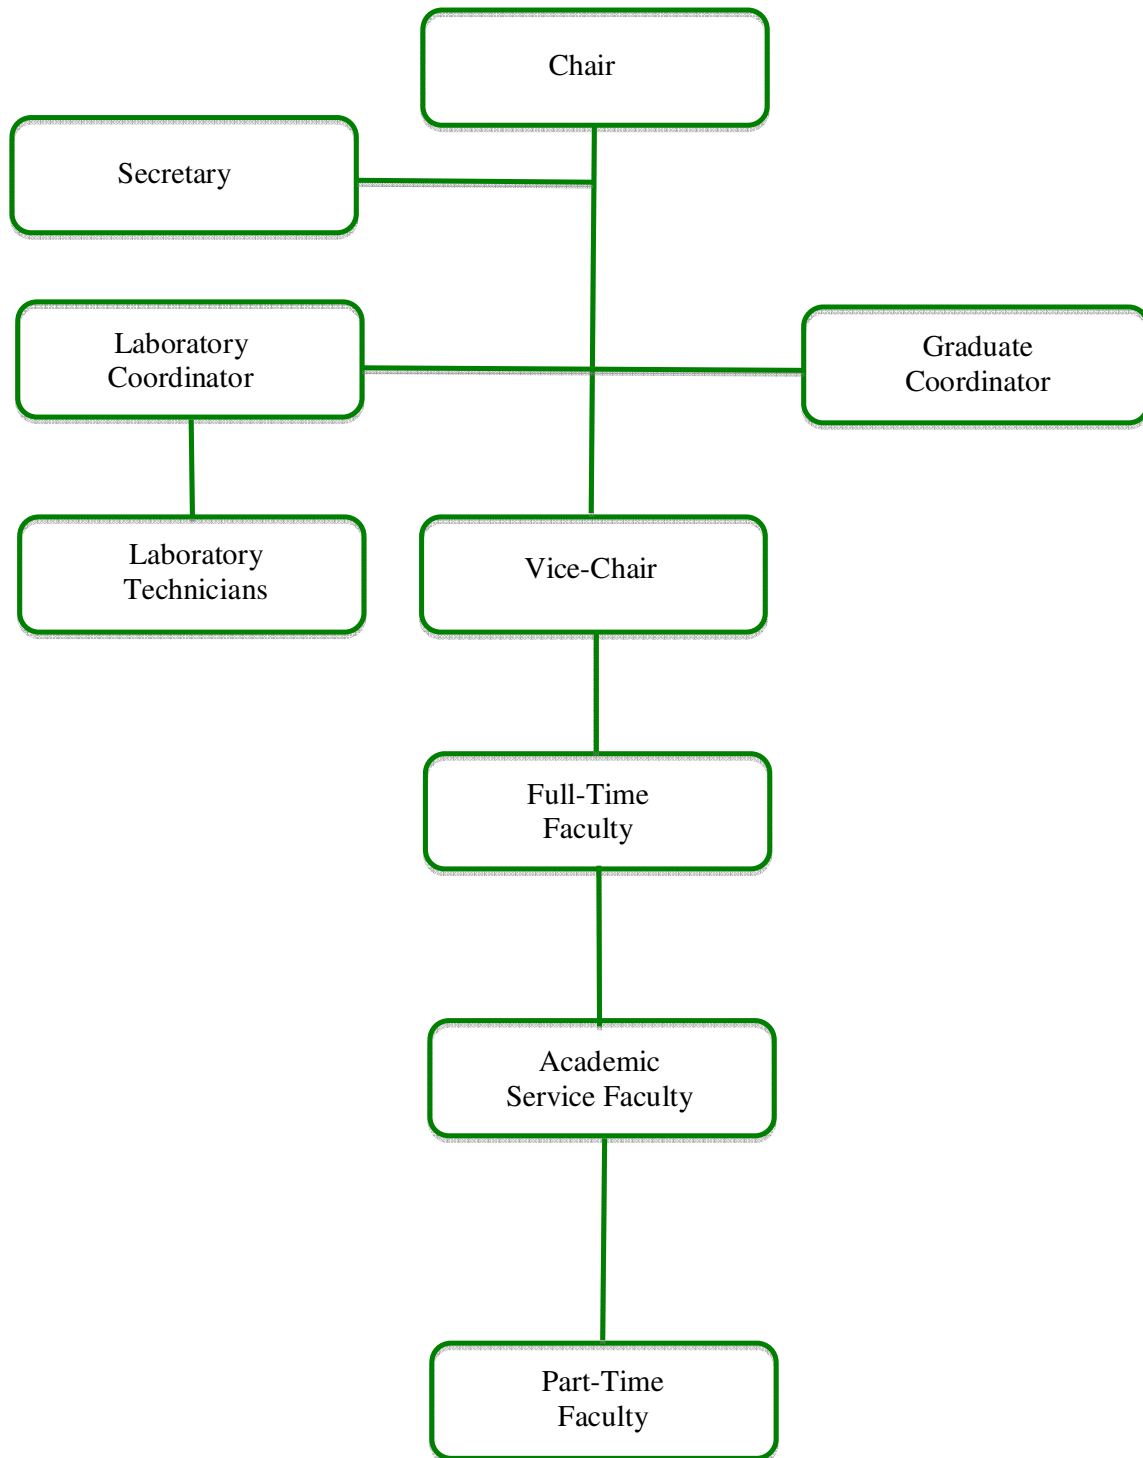 Chair
Secretary
Laboratory
Coordinator
Graduate
Coordinator
Laboratory
Technicians
Vice-Chair
Full-Time
Faculty
Academic
Service Faculty
Part-Time
Faculty